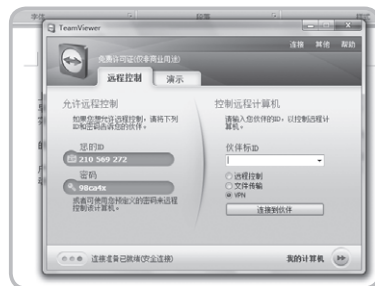 TeamViewer
连接 其他 帮助
免费许可证(仅非商业用途)
远程控制 演示
允许远程控制
如果您想允许远程控制，请将下列
ID和密码告诉您的伙伴。
您的ID
210 569 272
密码
98ca4z
或者可使用您预定义的密码来远程
控制该计算机。
控制远程计算机
请输入您伙伴的ID，以控制远程计
算机。
伙伴标ID
远程控制
文件传输
VPN
连接到伙伴
连接准备已就绪(安全连接)
我的计算机